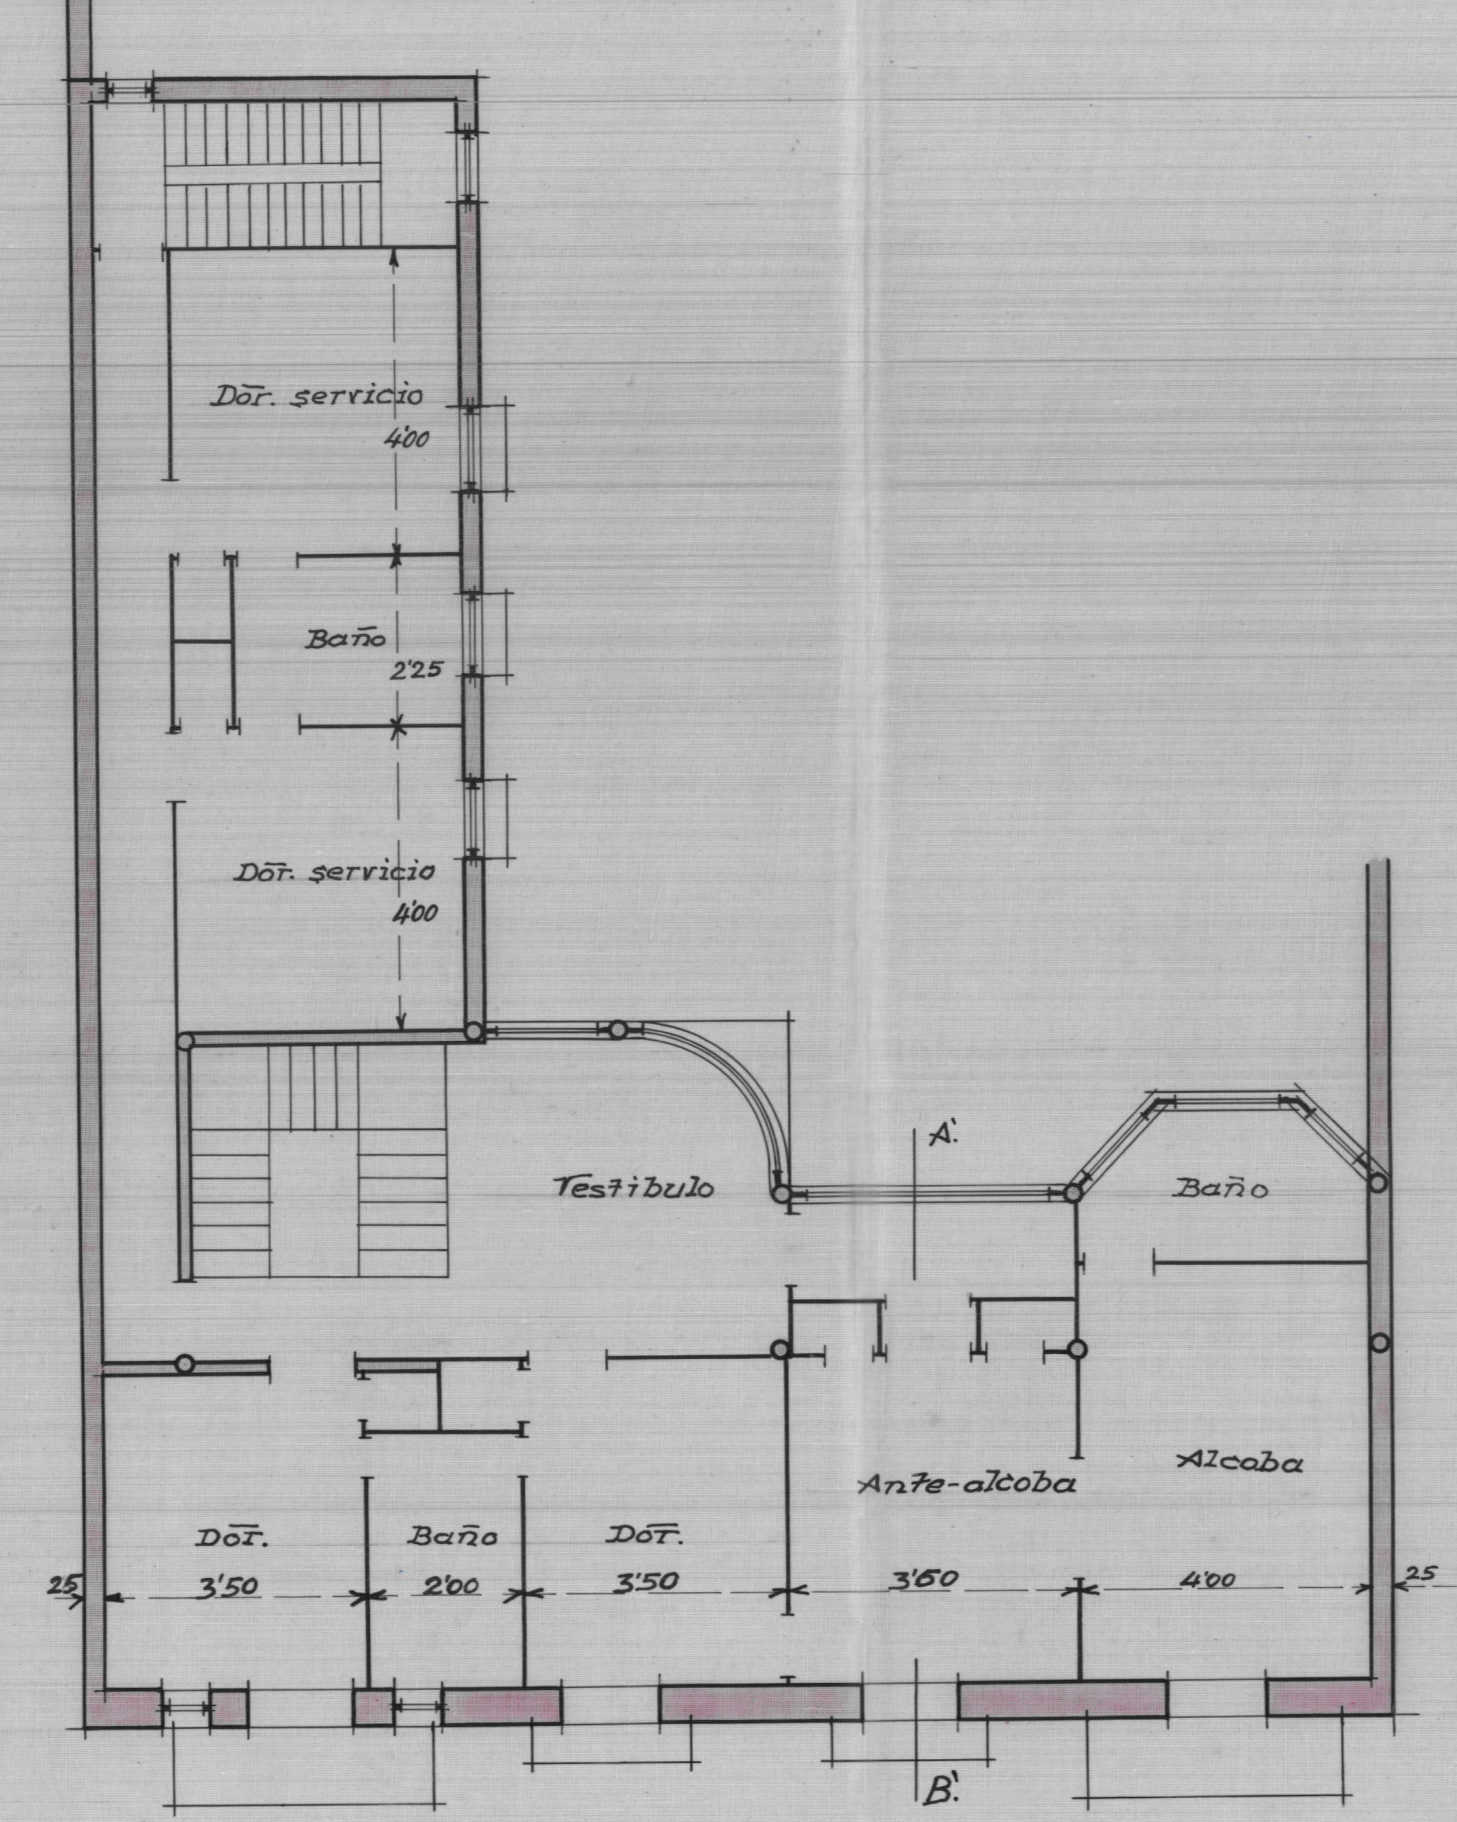 Dor. servicio
4'00
Baño
2'25
Dor. servicio
4'00
A'.
Vestibulo
Baño
Alcoba
Ante-alcoba
Dor.
Baño
Dor.
25
3'50
2'00
3'50
3'60
4'00
25
B'.